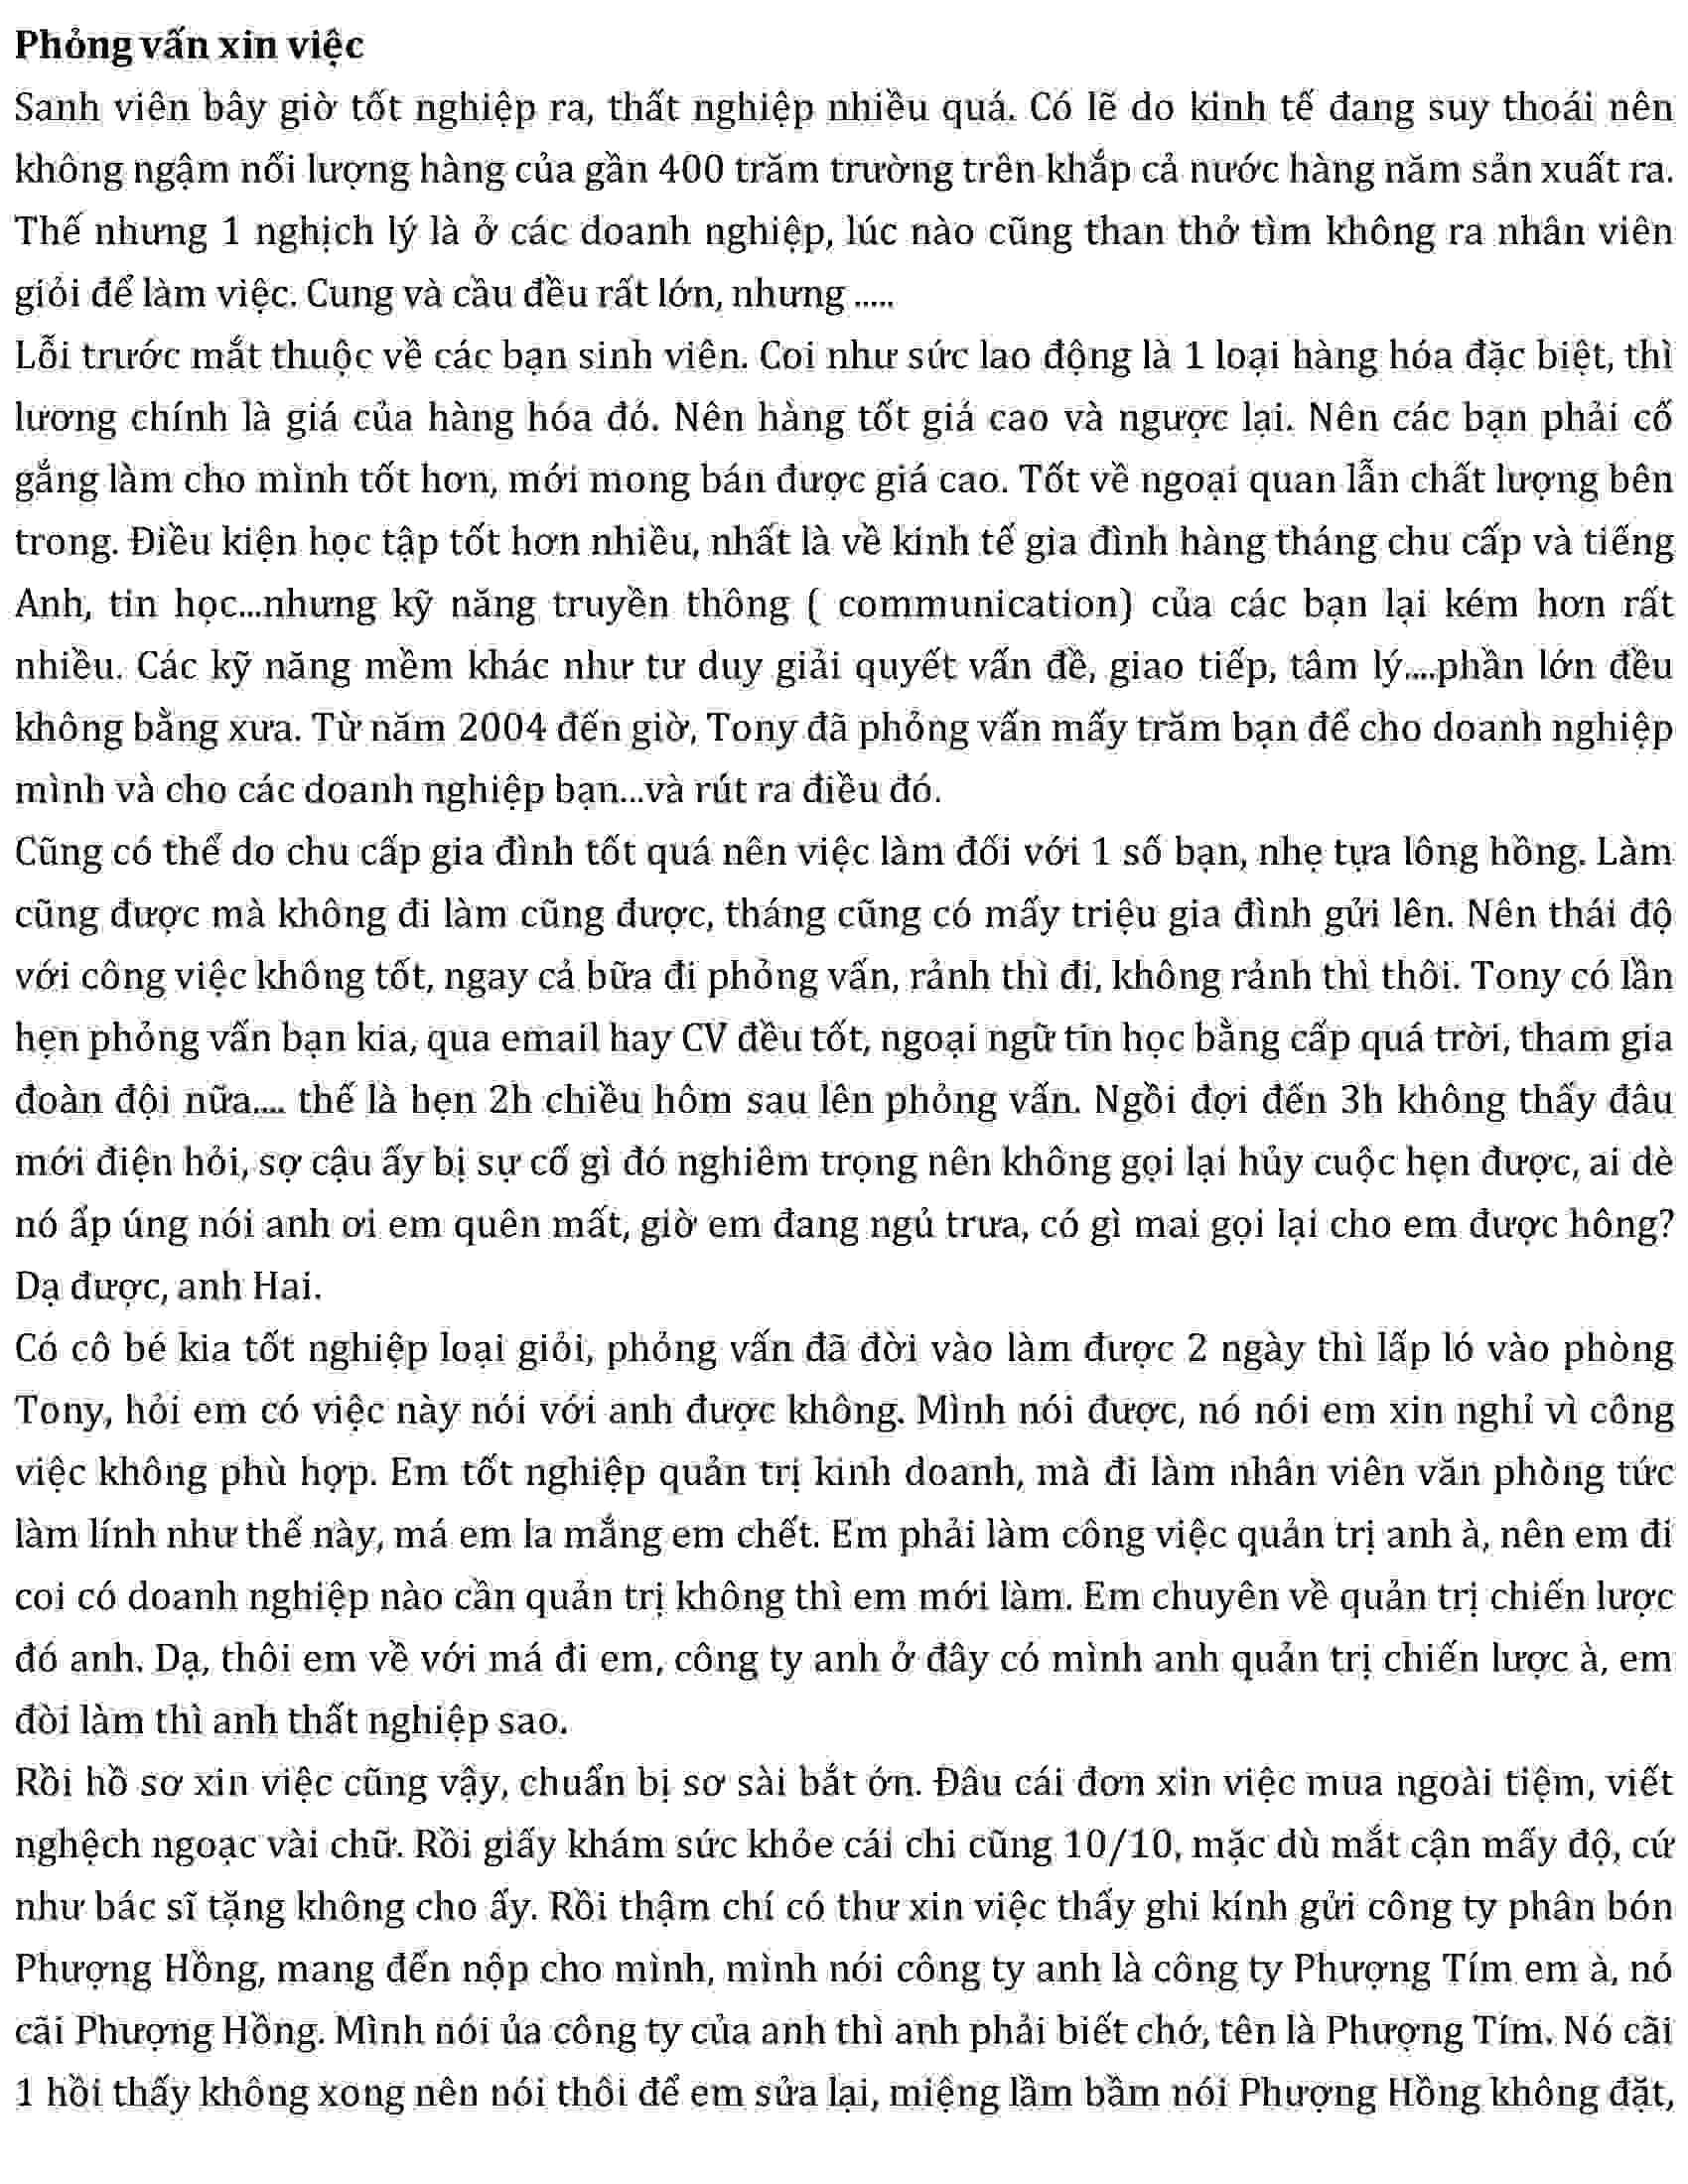 Phỏng vấn xin việc
Sanh viên bây giờ tốt nghiệp ra, thất nghiệp nhiều quá. Có lẽ do kinh tế đang suy thoái nên
không ngậm nổi lượng hàng của gần 400 trăm trường trên khắp cả nước hàng năm sản xuất ra.
Thế nhưng 1 nghịch lý là ở các doanh nghiệp, lúc nào cũng than thở tìm không ra nhân viên
giỏi để làm việc. Cung và cầu đều rất lớn, nhưng .....
Lỗi trước mắt thuộc về các bạn sinh viên. Coi như sức lao động là 1 loại hàng hóa đặc biệt, thì
lương chính là giá của hàng hóa đó. Nên hàng tốt giá cao và ngược lại. Nên các bạn phải cố
gắng làm cho mình tốt hơn, mới mong bán được giá cao. Tốt về ngoại quan lẫn chất lượng bên
trong. Điều kiện học tập tốt hơn nhiều, nhất là về kinh tế gia đình hàng tháng chu cấp và tiếng
Anh, tin học...nhưng kỹ năng truyền thông ( communication) của các bạn lại kém hơn rất
nhiều. Các kỹ năng mềm khác như tư duy giải quyết vấn đề, giao tiếp, tâm lý....phần lớn đều
không bằng xưa. Từ năm 2004 đến giờ, Tony đã phỏng vấn mấy trăm bạn để cho doanh nghiệp
mình và cho các doanh nghiệp bạn...và rút ra điều đó.
Cũng có thể do chu cấp gia đình tốt quá nên việc làm đối với 1 số bạn, nhẹ tựa lông hồng. Làm
cũng được mà không đi làm cũng được, tháng cũng có mấy triệu gia đình gửi lên. Nên thái độ
với công việc không tốt, ngay cả bữa đi phỏng vấn, rảnh thì đi, không rảnh thì thôi. Tony có lần
hẹn phỏng vấn bạn kia, qua email hay CV đều tốt, ngoại ngữ tin học bằng cấp quá trời, tham gia
đoàn đội nữa.... thế là hẹn 2h chiều hôm sau lên phỏng vấn. Ngồi đợi đến 3h không thấy đâu
mới điện hỏi, sợ cậu ấy bị sự cố gì đó nghiêm trọng nên không gọi lại hủy cuộc hẹn được, ai dè
nó ấp úng nói anh ơi em quên mất, giờ em đang ngủ trưa, có gì mai gọi lại cho em được hông?
Dạ được, anh Hai.
Có cô bé kia tốt nghiệp loại giỏi, phỏng vấn đã đời vào làm được 2 ngày thì lấp ló vào phòng
Tony, hỏi em có việc này nói với anh được không. Mình nói được, nó nói em xin nghỉ vì công
việc không phù hợp. Em tốt nghiệp quản trị kinh doanh, mà đi làm nhân viên văn phòng tức
làm lính như thế này, má em la mắng em chết. Em phải làm công việc quản trị anh à, nên em đi
coi có doanh nghiệp nào cần quản trị không thì em mới làm. Em chuyên về quản trị chiến lược
đó anh. Dạ, thôi em về với má đi em, công ty anh ở đây có mình anh quản trị chiến lược à, em
đòi làm thì anh thất nghiệp sao.
Rồi hồ sơ xin việc cũng vậy, chuẩn bị sơ sài bắt ớn. Đâu cái đơn xin việc mua ngoài tiệm, viết
nghệch ngoạc vài chữ. Rồi giấy khám sức khỏe cái chi cũng 10/10, mặc dù mắt cận mấy độ, cứ
như bác sĩ tặng không cho ấy. Rồi thậm chí có thư xin việc thấy ghi kính gửi công ty phân bón
Phượng Hồng, mang đến nộp cho mình, mình nói công ty anh là công ty Phượng Tím em à, nó
cãi Phượng Hồng. Mình nói ủa công ty của anh thì anh phải biết chớ, tên là Phượng Tím. Nó cãi
1 hồi thấy không xong nên nói thôi để em sửa lại, miệng lầm bầm nói Phượng Hồng không đặt,